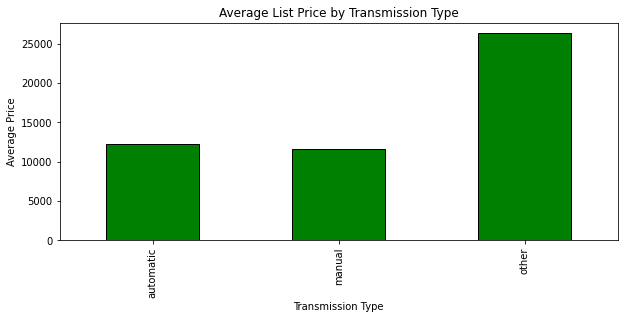 Average List Price by Transmission Type
Average Price
25000
20000
15000
10000
5000
0
automatic
manual
other
Transmission Type